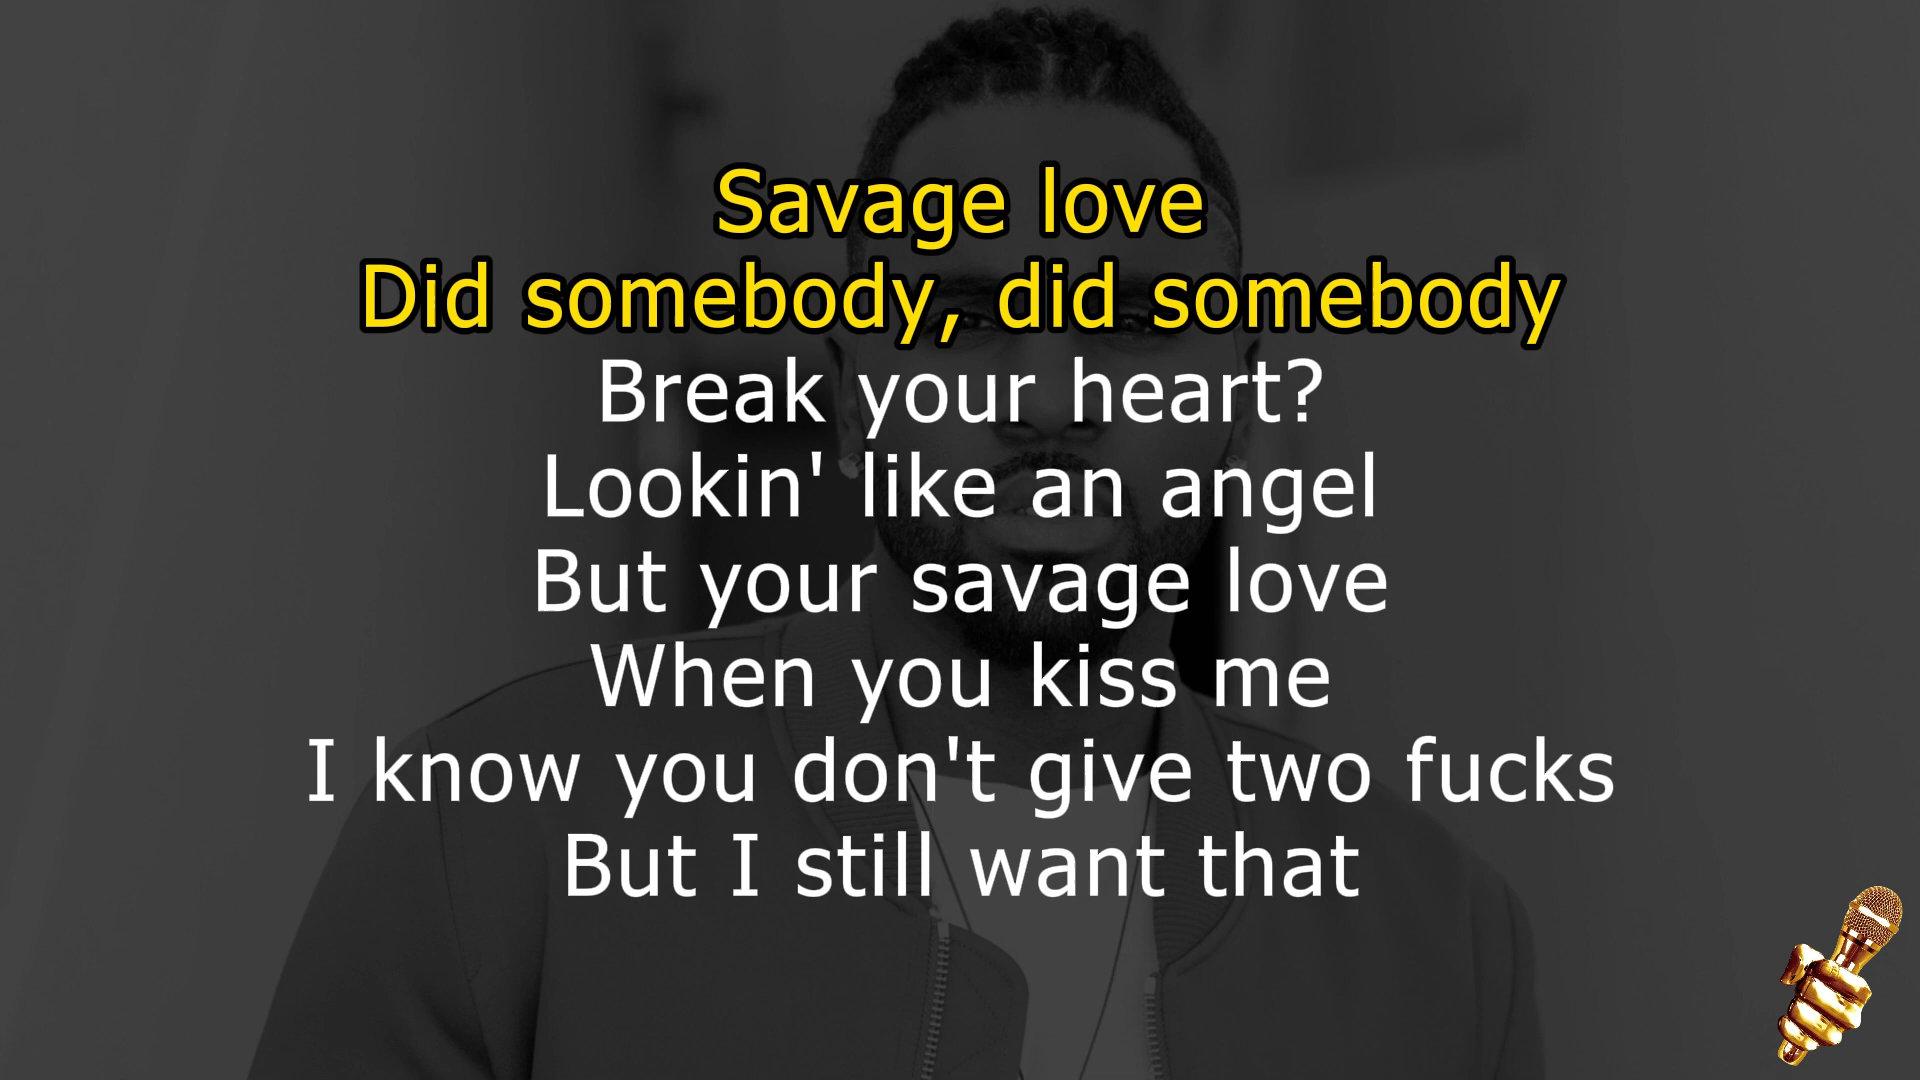 Savage love
Did somebody, did somebody
Break your heart?
Lookin' like an angel
But your savage love
When you kiss me
I know you don't give two fucks
But I still want that